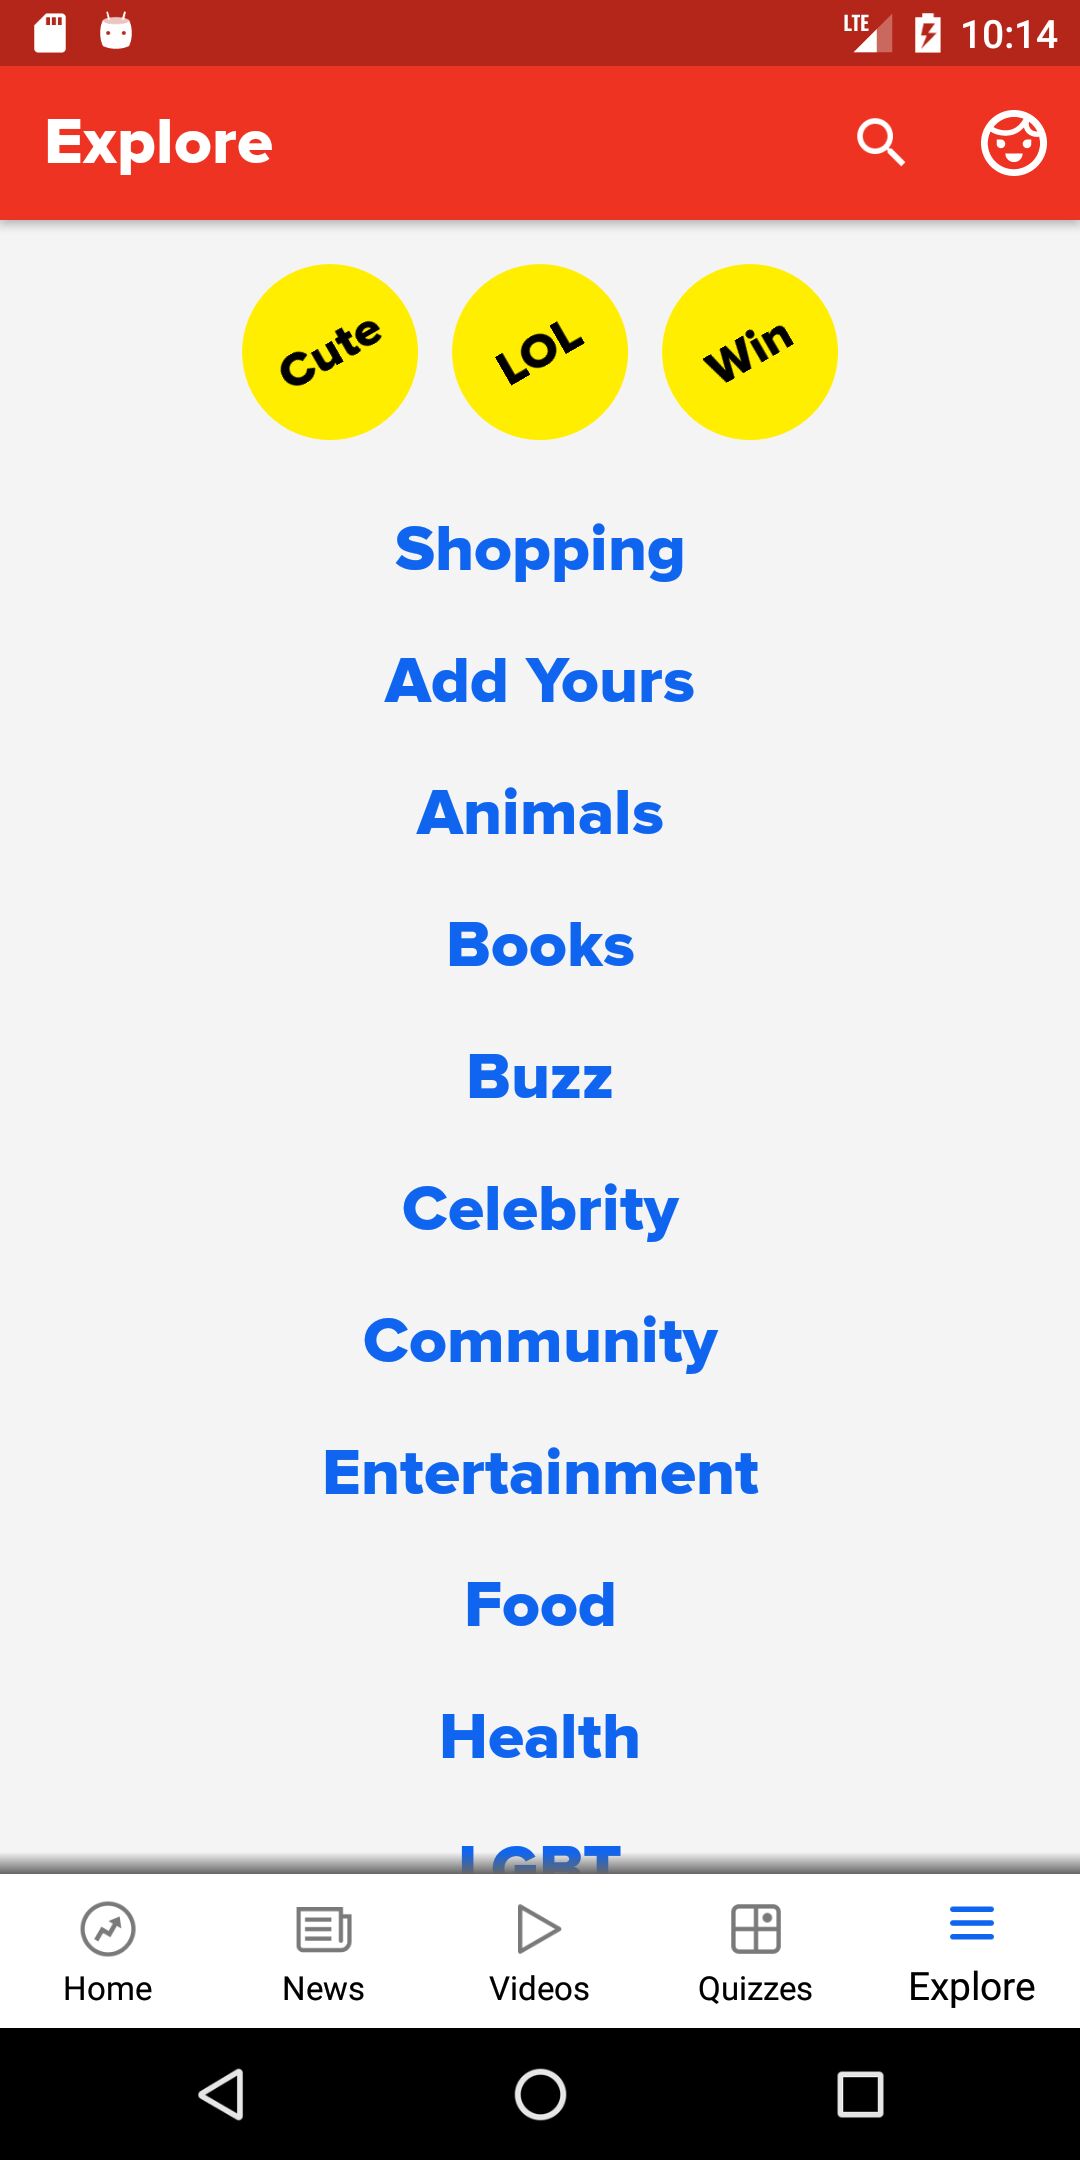 LTE 10:14
Explore
Cute LOL Win
Shopping
Add Yours
Animals
Books
Buzz
Celebrity
Community
Entertainment
Food
Health
LGBT
Home News Videos Quizzes Explore